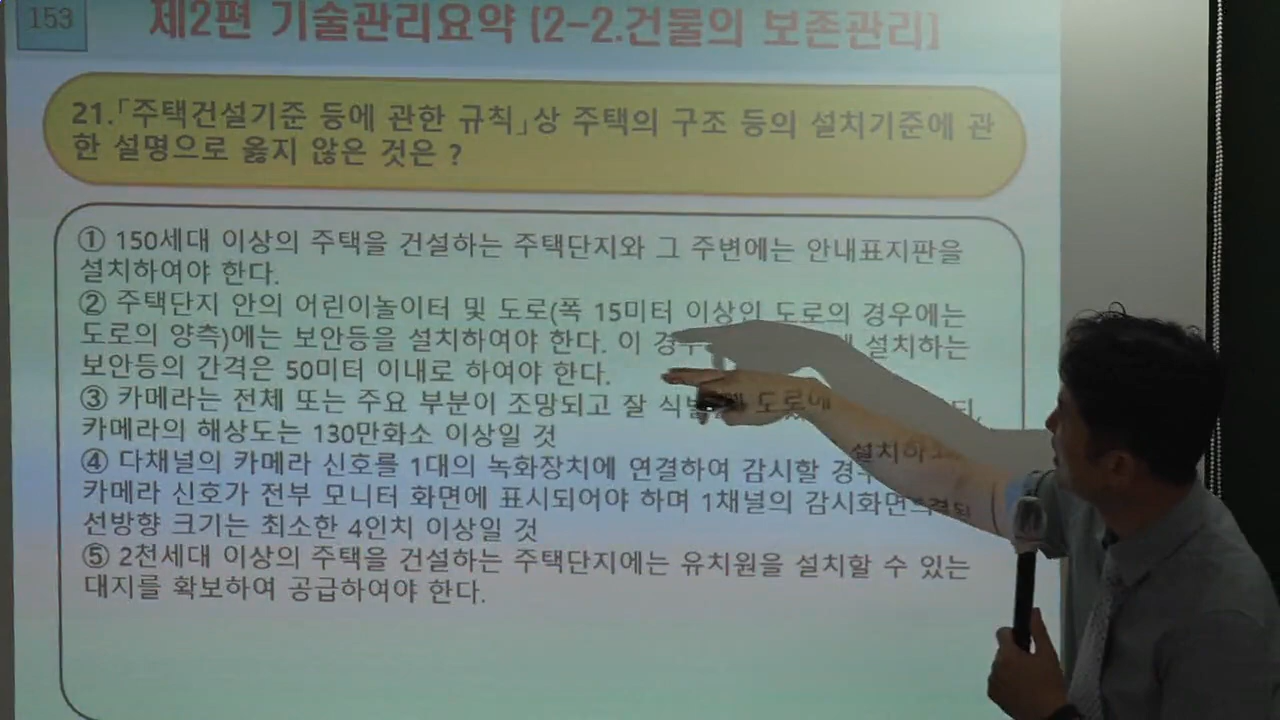 153
제2편 기술관리요약 [2-2.건물의 보존관리]
21.「주택건설기준 등에 관한 규칙」상 주택의 구조 등의 설치기준에 관
한 설명으로 옳지 않은 것은 ?
① 150세대 이상의 주택을 건설하는 주택단지와 그 주변에는 안내표지판을
설치하여야 한다.
② 주택단지 안의 어린이놀이터 및 도로(폭 15미터 이상인 도로의 경우에는
도로의 양측)에는 보안등을 설치하여야 한다. 이 설치하는
보안등의 간격은 50미터 이내로 하여야 한다.
③ 카메라는 전체 또는 주요 부분이 조망되고 잘
카메라의 해상도는 130만화소 이상일 것
④ 다채널의 카메라 신호를 1대의 녹화장치에 연결하여 감시할
카메라 신호가 전부 모니터 화면에 표시되어야 하며 1채널의
선방향 크기는 최소한 4인치 이상일 것
⑤ 2천세대 이상의 주택을 건설하는 주택단지에는 유치원을 설치할 수 있는
대지를 확보하여 공급하여야 한다.